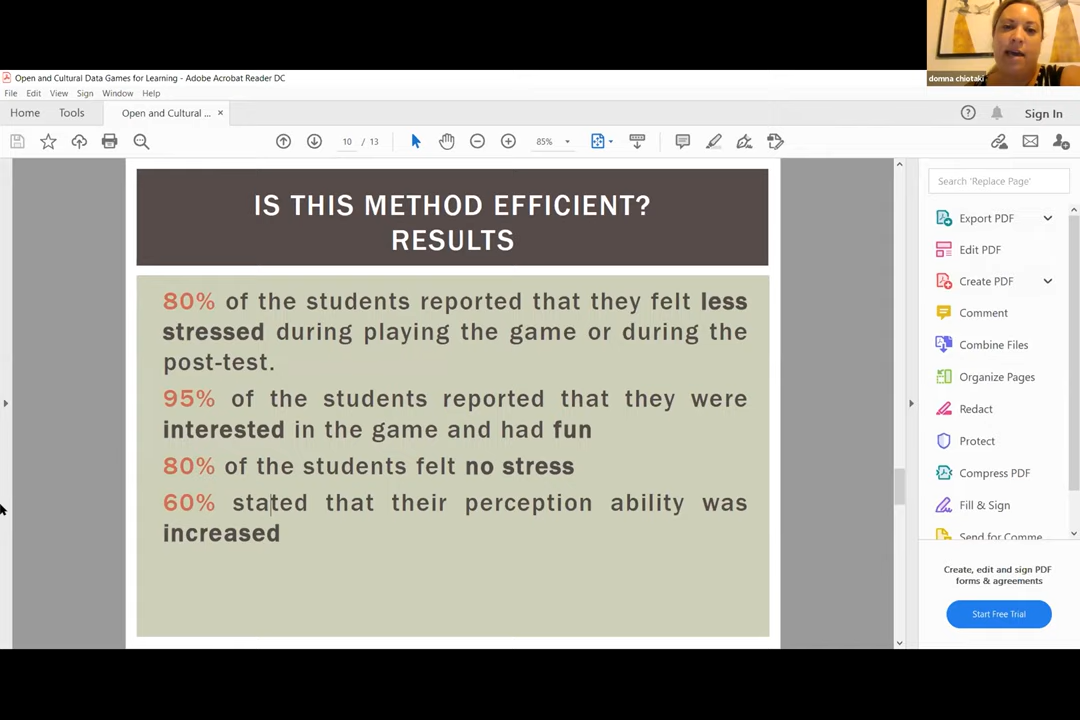 domna chiotaki
Open and Cultural Data Games for Learning - Adobe Acrobat Reader DC
File Edit View Sign Window Help
Home Tools Open and Cultural ... × Sign In
10 / 13 85%
IS THIS METHOD EFFICIENT?
RESULTS
80% of the students reported that they felt less
stressed during playing the game or during the
post-test.
95% of the students reported that they were
interested in the game and had fun
80% of the students felt no stress
60% stated that their perception ability was
increased
Search 'Replace Page'
Export PDF
Edit PDF
Create PDF
Comment
Combine Files
Organize Pages
Redact
Protect
Compress PDF
Fill & Sign
Send for Comme...
Create, edit and sign PDF
forms & agreements
Start Free Trial